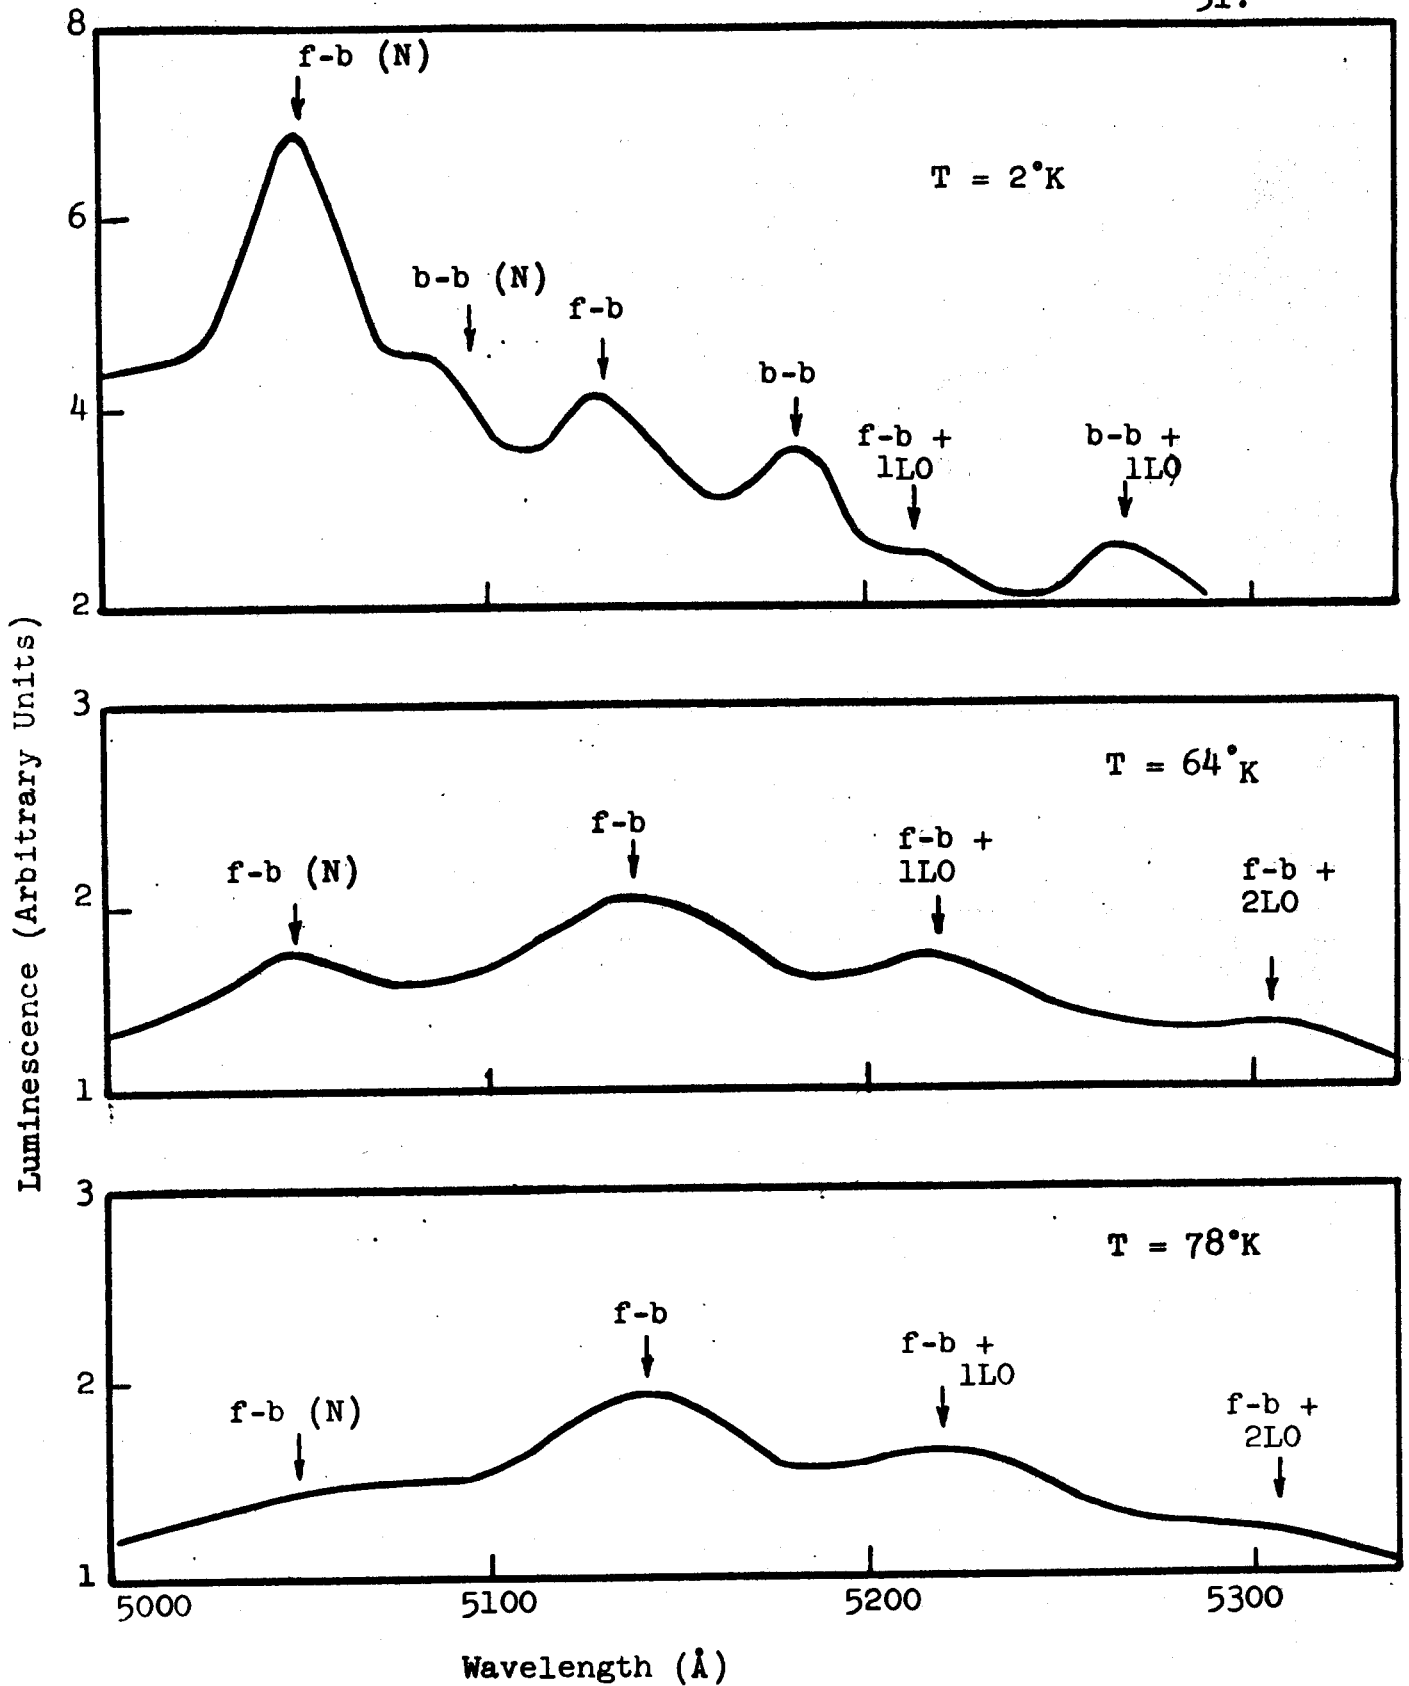 8
f-b (N)
T = 2°K
6
b-b (N)
f-b
b-b
4
f-b +
1LO
b-b +
1LO
2
Luminescence (Arbitrary Units)
3
T = 64°K
f-b
f-b +
1LO
f-b (N)
f-b +
2LO
2
1
3
T = 78°K
f-b
f-b +
1LO
2
f-b (N)
f-b +
2LO
1
5000 5100 5200 5300
Wavelength (Å)